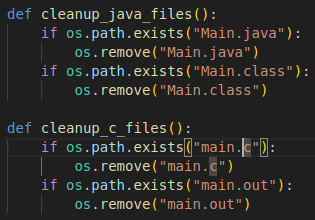 def cleanup_java_files():
    if os.path.exists("Main.java"):
        os.remove("Main.java")
    if os.path.exists("Main.class"):
        os.remove("Main.class")

def cleanup_c_files():
    if os.path.exists("main.c"):
        os.remove("main.c")
    if os.path.exists("main.out"):
        os.remove("main.out")